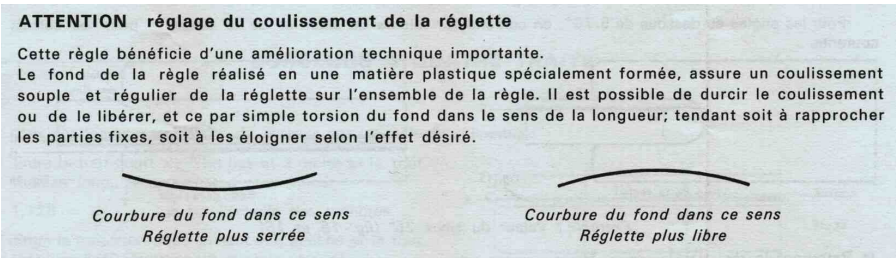 ATTENTION réglage du coulissement de la réglette
Cette règle bénéficie d'une amélioration technique importante.
Le fond de la règle réalisé en une matière plastique spécialement formée, assure un coulissement
souple et régulier de la réglette sur l'ensemble de la règle. Il est possible de durcir le coulissement
ou de le libérer, et ce par simple torsion du fond dans le sens de la longueur; tendant soit à rapprocher
les parties fixes, soit à les éloigner selon l'effet désiré.
Courbure du fond dans ce sens
Réglette plus serrée
Courbure du fond dans ce sens
Réglette plus libre